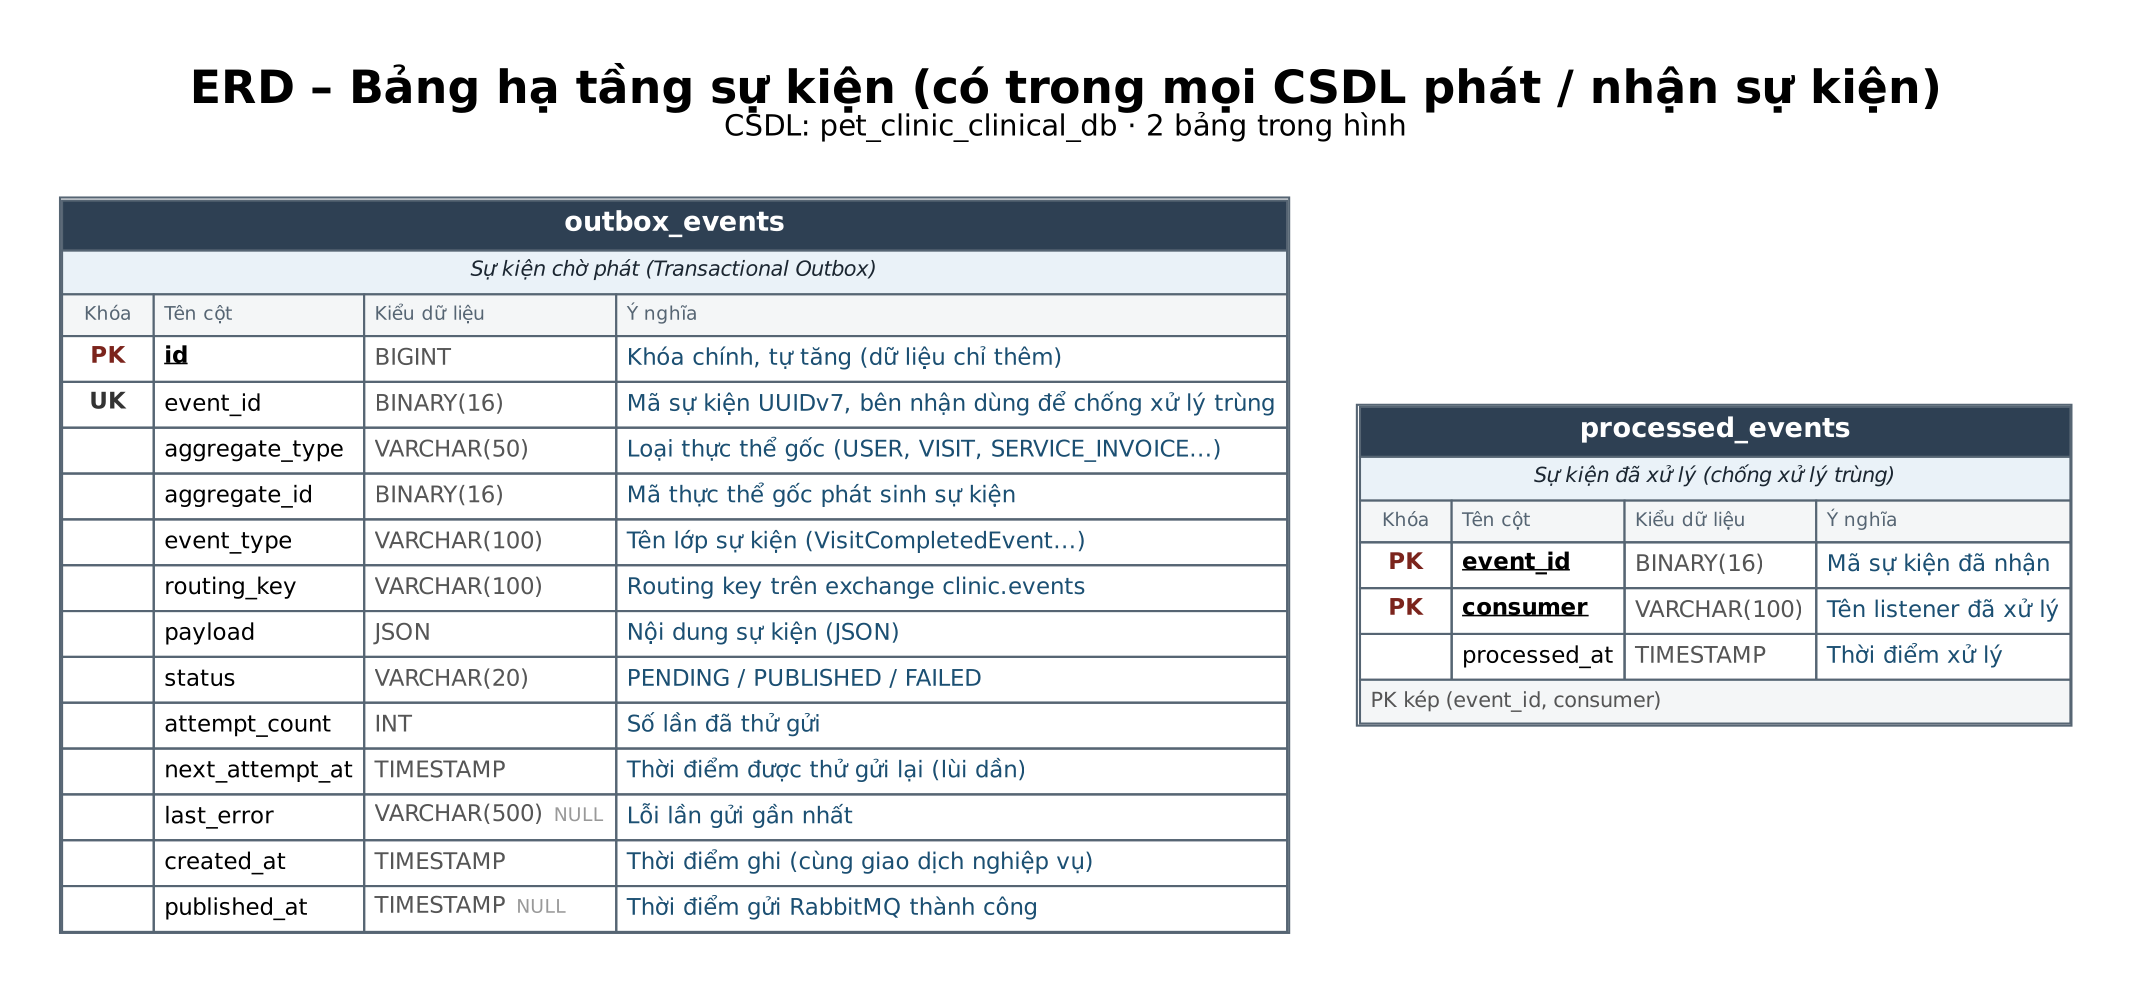 ERD – Bảng hạ tầng sự kiện (có trong mọi CSDL phát / nhận sự kiện)
CSDL: pet_clinic_clinical_db · 2 bảng trong hình
outbox_events
Sự kiện chờ phát (Transactional Outbox)
Khóa Tên cột Kiểu dữ liệu Ý nghĩa
PK id BIGINT Khóa chính, tự tăng (dữ liệu chỉ thêm)
UK event_id BINARY(16) Mã sự kiện UUIDv7, bên nhận dùng để chống xử lý trùng
aggregate_type VARCHAR(50) Loại thực thể gốc (USER, VISIT, SERVICE_INVOICE…)
aggregate_id BINARY(16) Mã thực thể gốc phát sinh sự kiện
event_type VARCHAR(100) Tên lớp sự kiện (VisitCompletedEvent…)
routing_key VARCHAR(100) Routing key trên exchange clinic.events
payload JSON Nội dung sự kiện (JSON)
status VARCHAR(20) PENDING / PUBLISHED / FAILED
attempt_count INT Số lần đã thử gửi
next_attempt_at TIMESTAMP Thời điểm được thử gửi lại (lùi dần)
last_error VARCHAR(500) NULL Lỗi lần gửi gần nhất
created_at TIMESTAMP Thời điểm ghi (cùng giao dịch nghiệp vụ)
published_at TIMESTAMP NULL Thời điểm gửi RabbitMQ thành công
processed_events
Sự kiện đã xử lý (chống xử lý trùng)
Khóa Tên cột Kiểu dữ liệu Ý nghĩa
PK event_id BINARY(16) Mã sự kiện đã nhận
PK consumer VARCHAR(100) Tên listener đã xử lý
processed_at TIMESTAMP Thời điểm xử lý
PK kép (event_id, consumer)